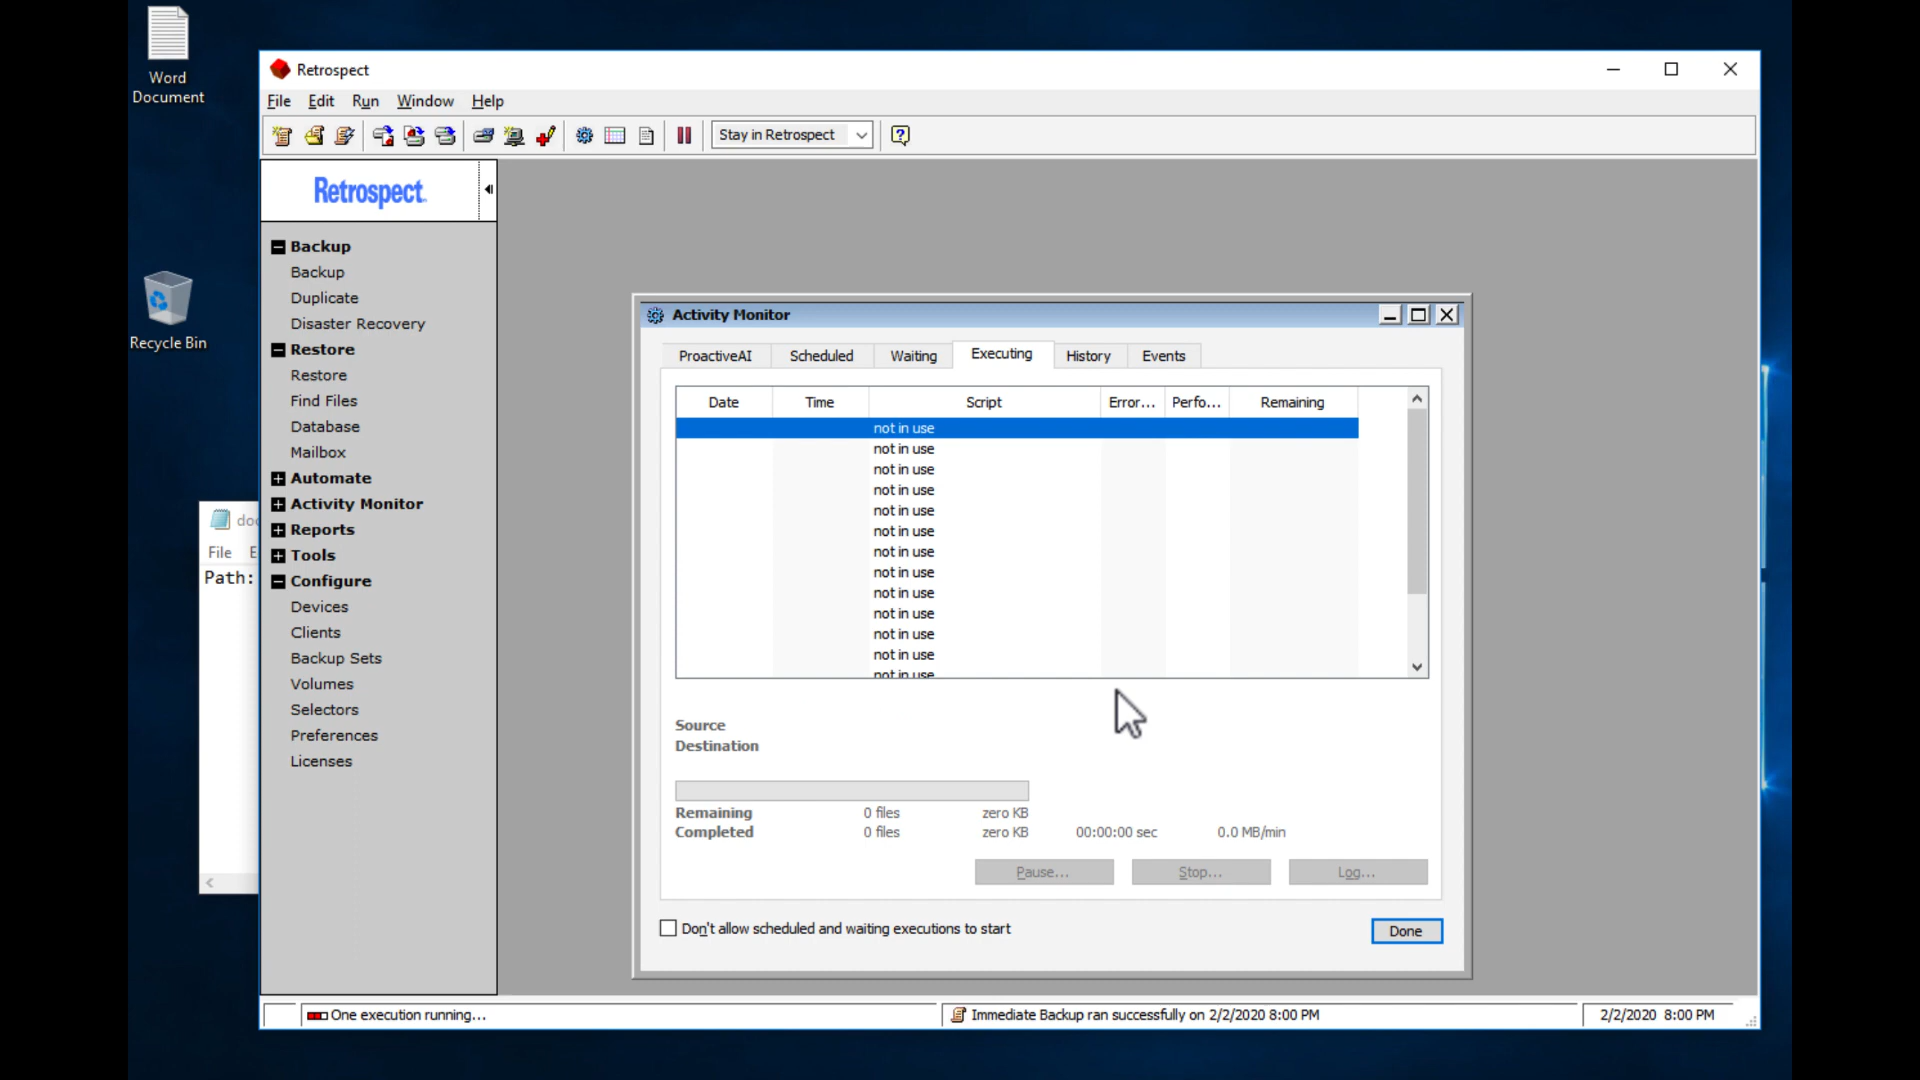 Word
Document
Recycle Bin
doc
File E
Path:
Retrospect
File Edit Run Window Help
Stay in Retrospect
Retrospect
Backup
Backup
Duplicate
Disaster Recovery
Restore
Restore
Find Files
Database
Mailbox
Automate
Activity Monitor
Reports
Tools
Configure
Devices
Clients
Backup Sets
Volumes
Selectors
Preferences
Licenses
Activity Monitor
ProactiveAI Scheduled Waiting Executing History Events
Date Time Script Error... Perfo... Remaining
not in use
not in use
not in use
not in use
not in use
not in use
not in use
not in use
not in use
not in use
not in use
not in use
not in use
Source
Destination
Remaining 0 files zero KB
Completed 0 files zero KB 00:00:00 sec 0.0 MB/min
Pause... Stop... Log...
Don't allow scheduled and waiting executions to start
Done
One execution running... Immediate Backup ran successfully on 2/2/2020 8:00 PM 2/2/2020 8:00 PM